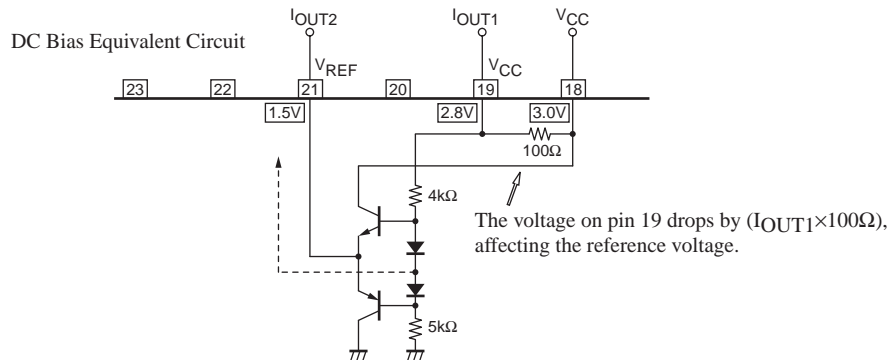 IOUT2
IOUT1
VCC
DC Bias Equivalent Circuit
VREF
VCC
23
22
21
20
19
18
1.5V
2.8V
3.0V
100Ω
4kΩ
The voltage on pin 19 drops by (IOUT1×100Ω),
affecting the reference voltage.
5kΩ